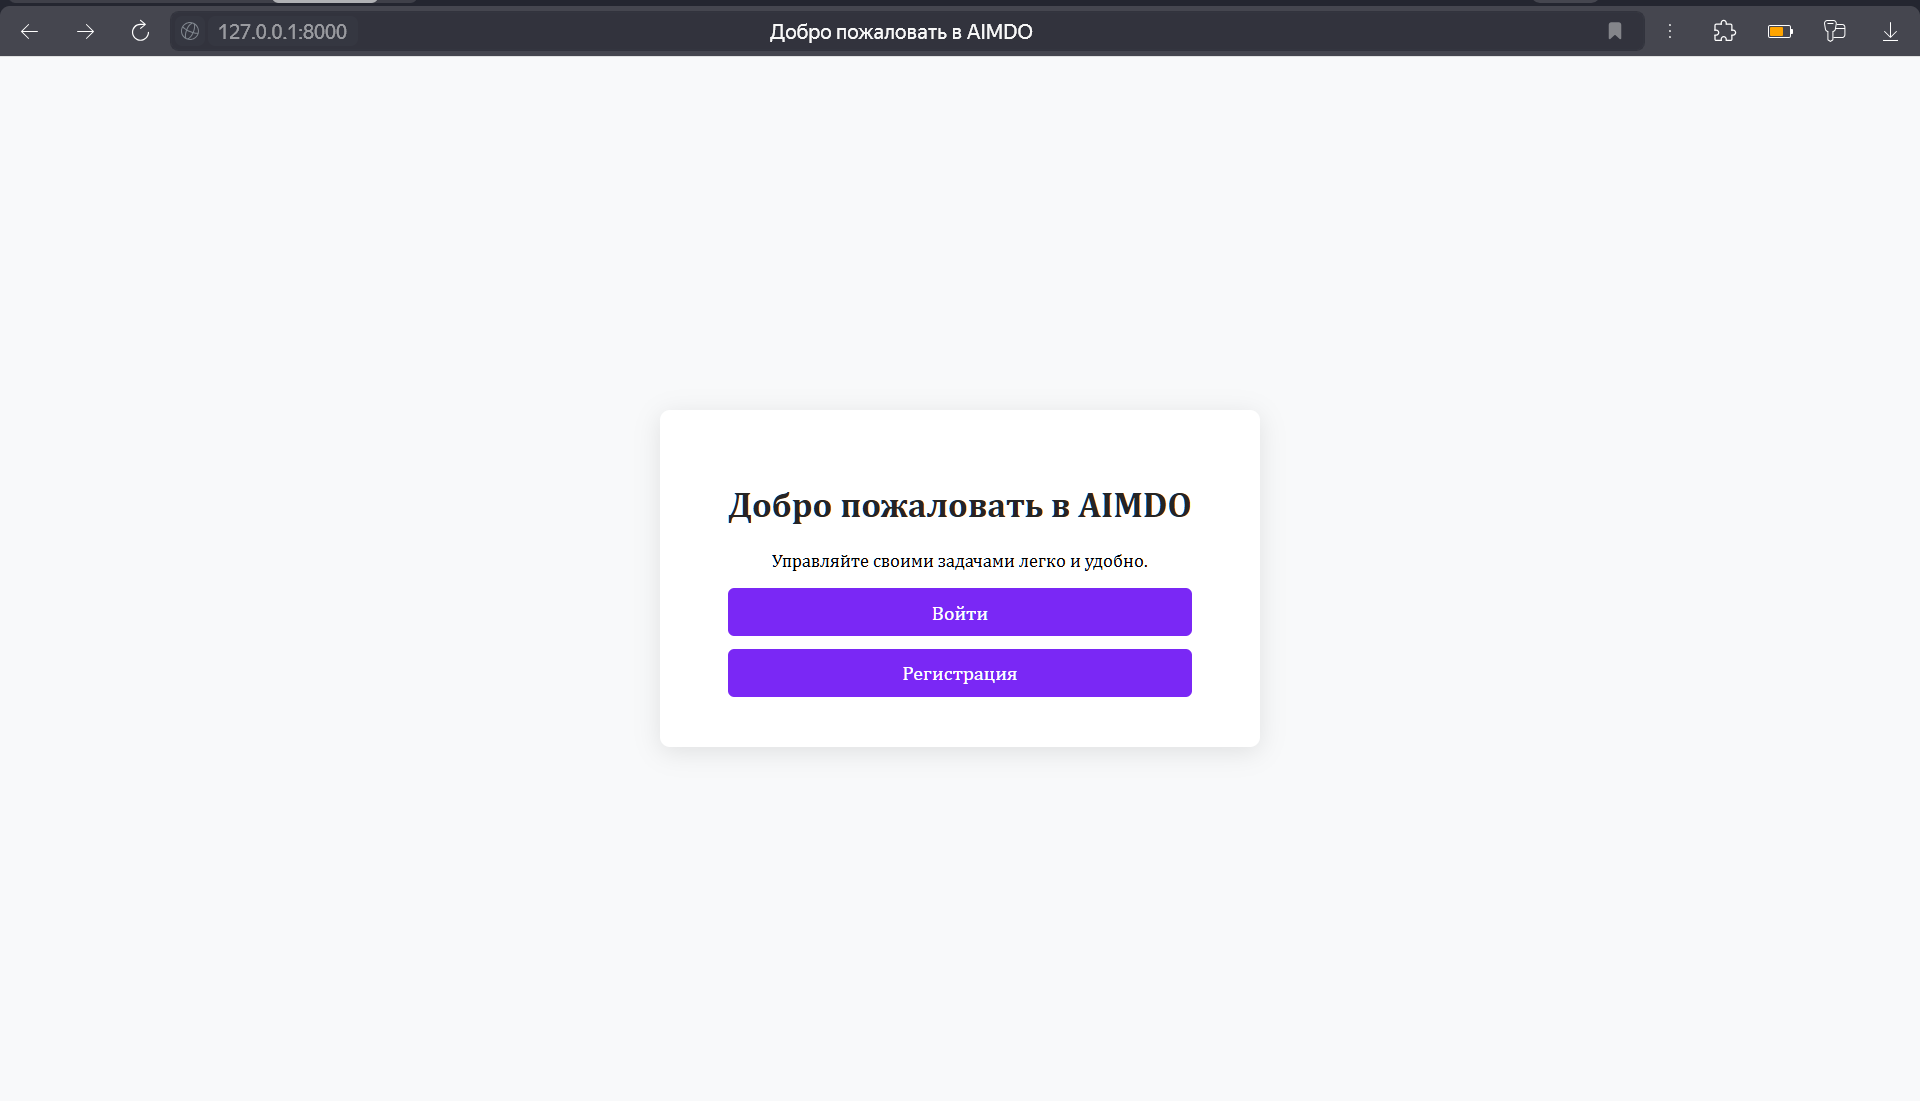 127.0.0.1:8000
Добро пожаловать в AIMDO
Добро пожаловать в AIMDO
Управляйте своими задачами легко и удобно.
Войти
Регистрация